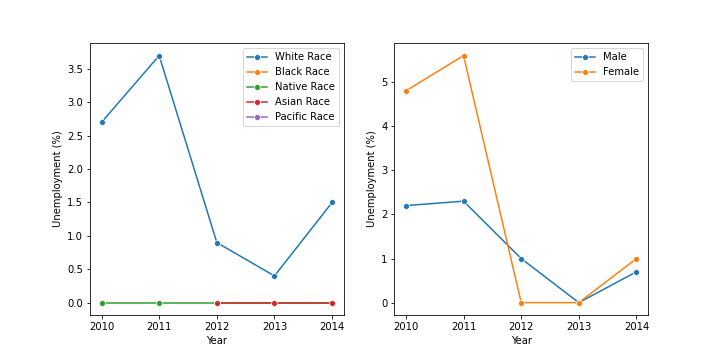 White Race
Black Race
Native Race
Asian Race
Pacific Race
3.5
3.0
2.5
2.0
1.5
1.0
0.5
0.0
Unemployment (%)
2010 2011 2012 2013 2014
Year
Male
Female
5
4
3
2
1
0
Unemployment (%)
2010 2011 2012 2013 2014
Year